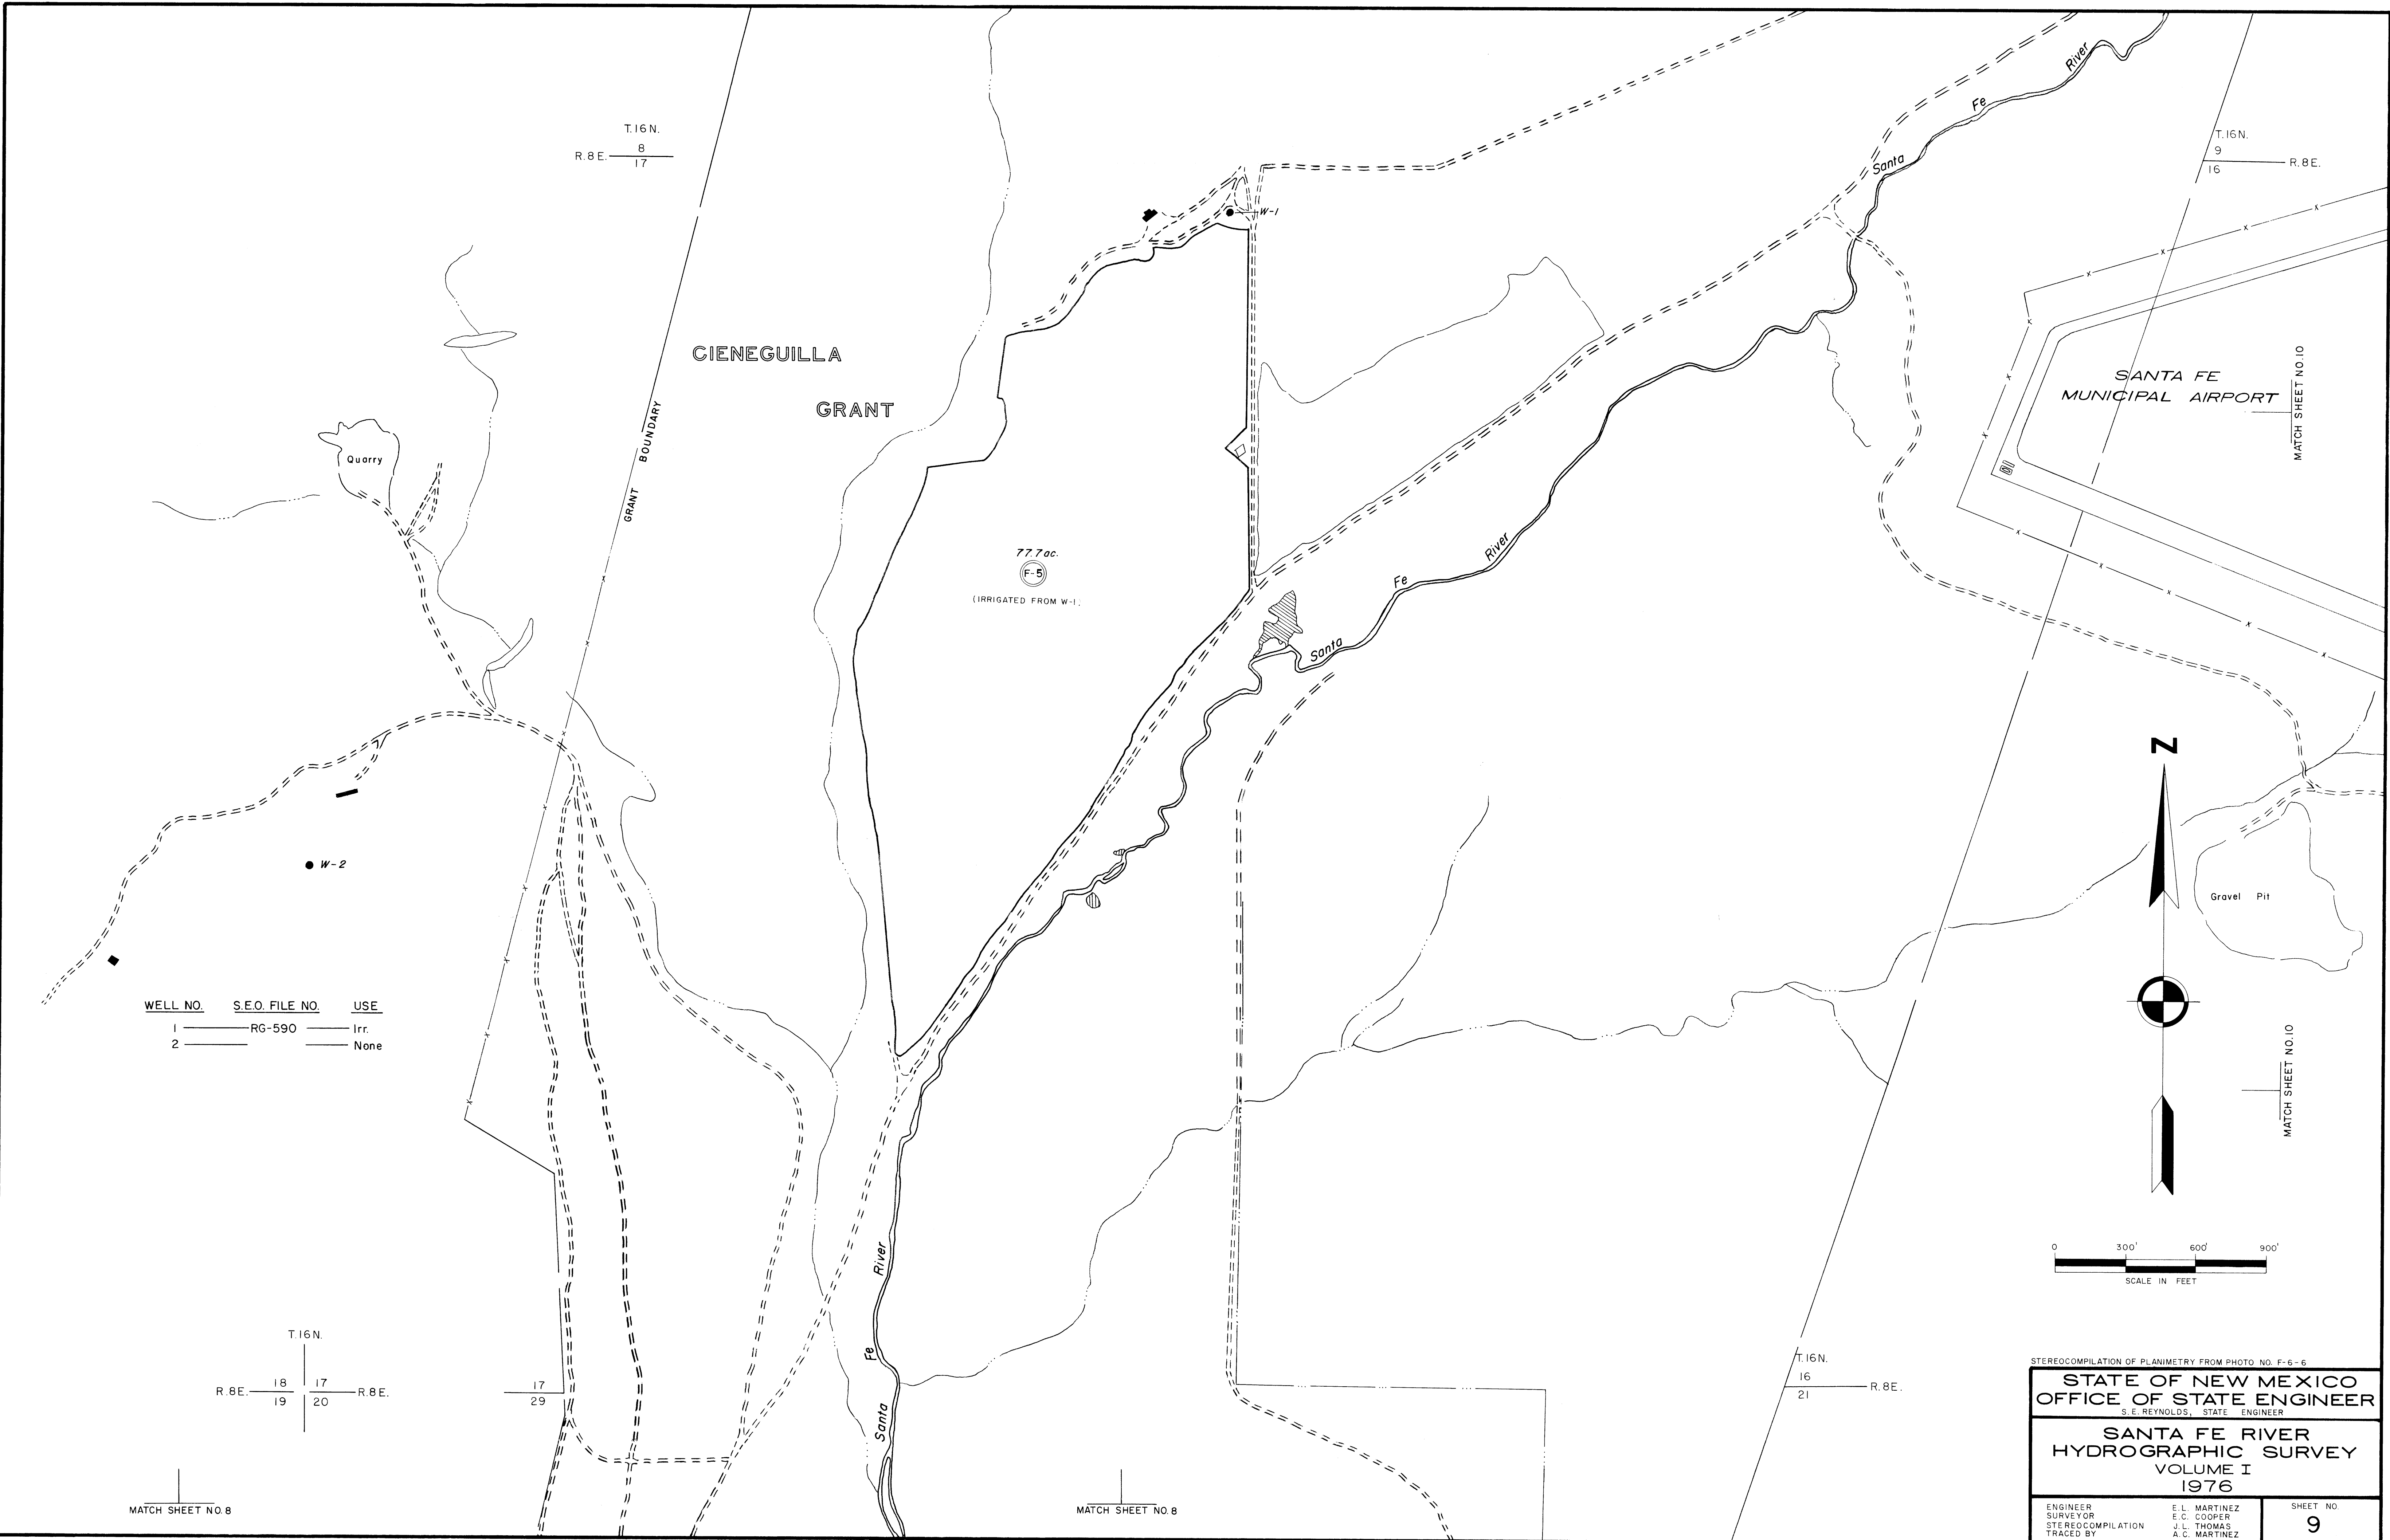 T.16N.
R.8E. 8
17
T.16N.
9
16 R.8E.
River
Fe
Santa
W-1
CIENEGUILLA
GRANT
GRANT BOUNDARY
Quarry
SANTA FE
MUNICIPAL AIRPORT
MATCH SHEET NO.10
77.7 ac.
F-5
(IRRIGATED FROM W-1)
River
Fe
Santa
N
W-2
Gravel Pit
WELL NO. S.E.O. FILE NO. USE
1 RG-590 Irr.
2 None
MATCH SHEET NO.10
River
Fe
Santa
0 300' 600' 900'
SCALE IN FEET
T.16N.
R.8E. 18 17 R.8E.
19 20
17
29
T.16N.
16
21 R.8E.
MATCH SHEET NO.8
MATCH SHEET NO.8
STEREOCOMPILATION OF PLANIMETRY FROM PHOTO NO. F-6-6
STATE OF NEW MEXICO
OFFICE OF STATE ENGINEER
S.E. REYNOLDS, STATE ENGINEER
SANTA FE RIVER
HYDROGRAPHIC SURVEY
VOLUME I
1976
ENGINEER E.L. MARTINEZ
SURVEYOR E.C. COOPER
STEREOCOMPILATION J.L. THOMAS
TRACED BY A.C. MARTINEZ
SHEET NO.
9